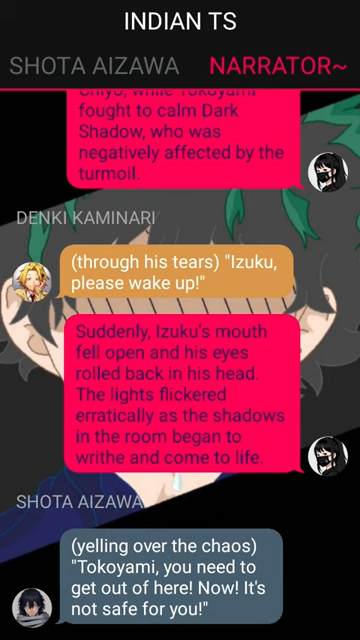 INDIAN TS
SHOTA AIZAWA NARRATOR~
Chiyo, while Tokoyami
fought to calm Dark
Shadow, who was
negatively affected by the
turmoil.
DENKI KAMINARI
(through his tears) "Izuku,
please wake up!"
Suddenly, Izuku's mouth
fell open and his eyes
rolled back in his head.
The lights flickered
erratically as the shadows
in the room began to
writhe and come to life.
SHOTA AIZAWA
(yelling over the chaos)
"Tokoyami, you need to
get out of here! Now! It's
not safe for you!"